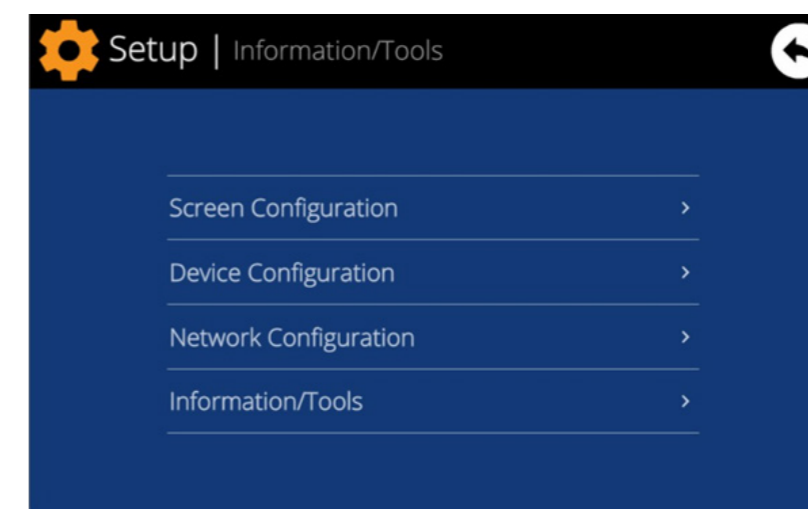 Setup | Information/Tools
Screen Configuration
Device Configuration
Network Configuration
Information/Tools